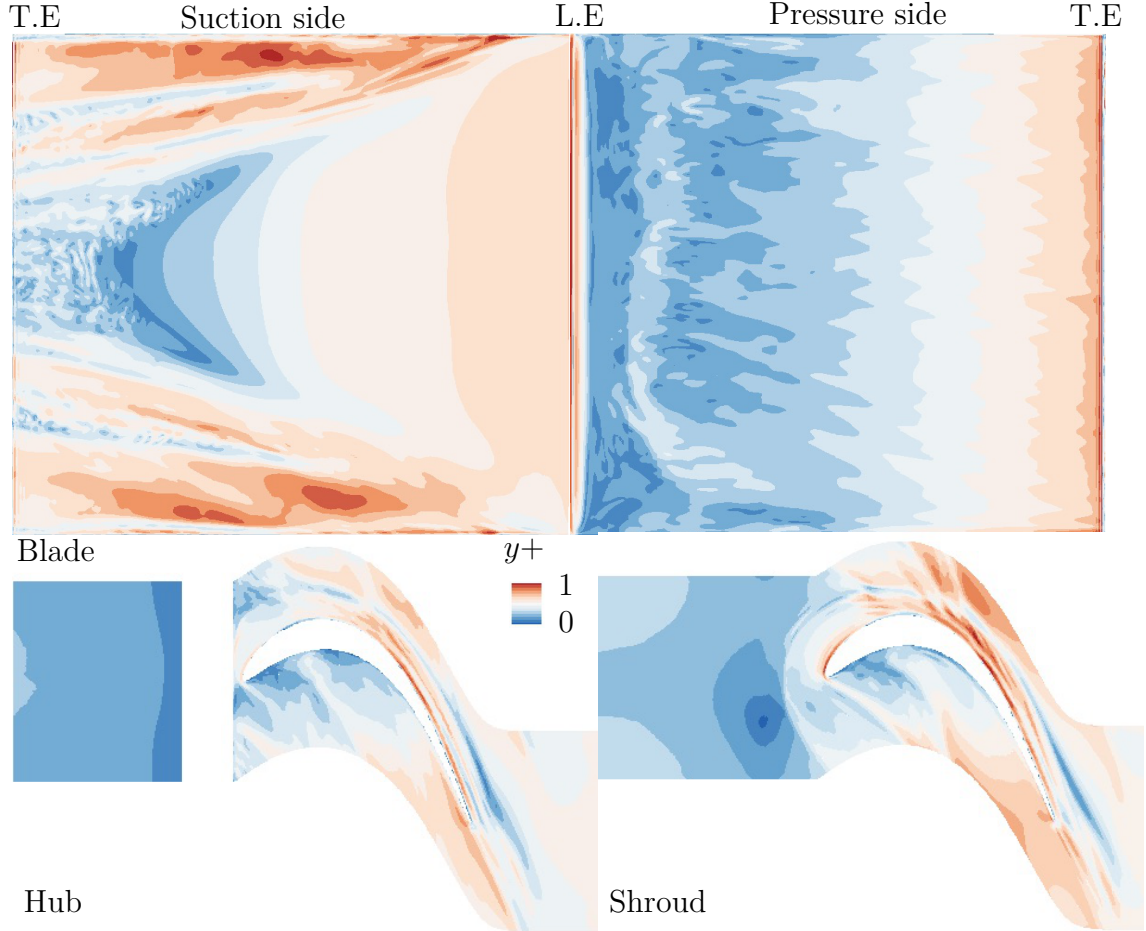 T.E Suction side L.E Pressure side T.E
Blade
y+
1
0
Hub
Shroud